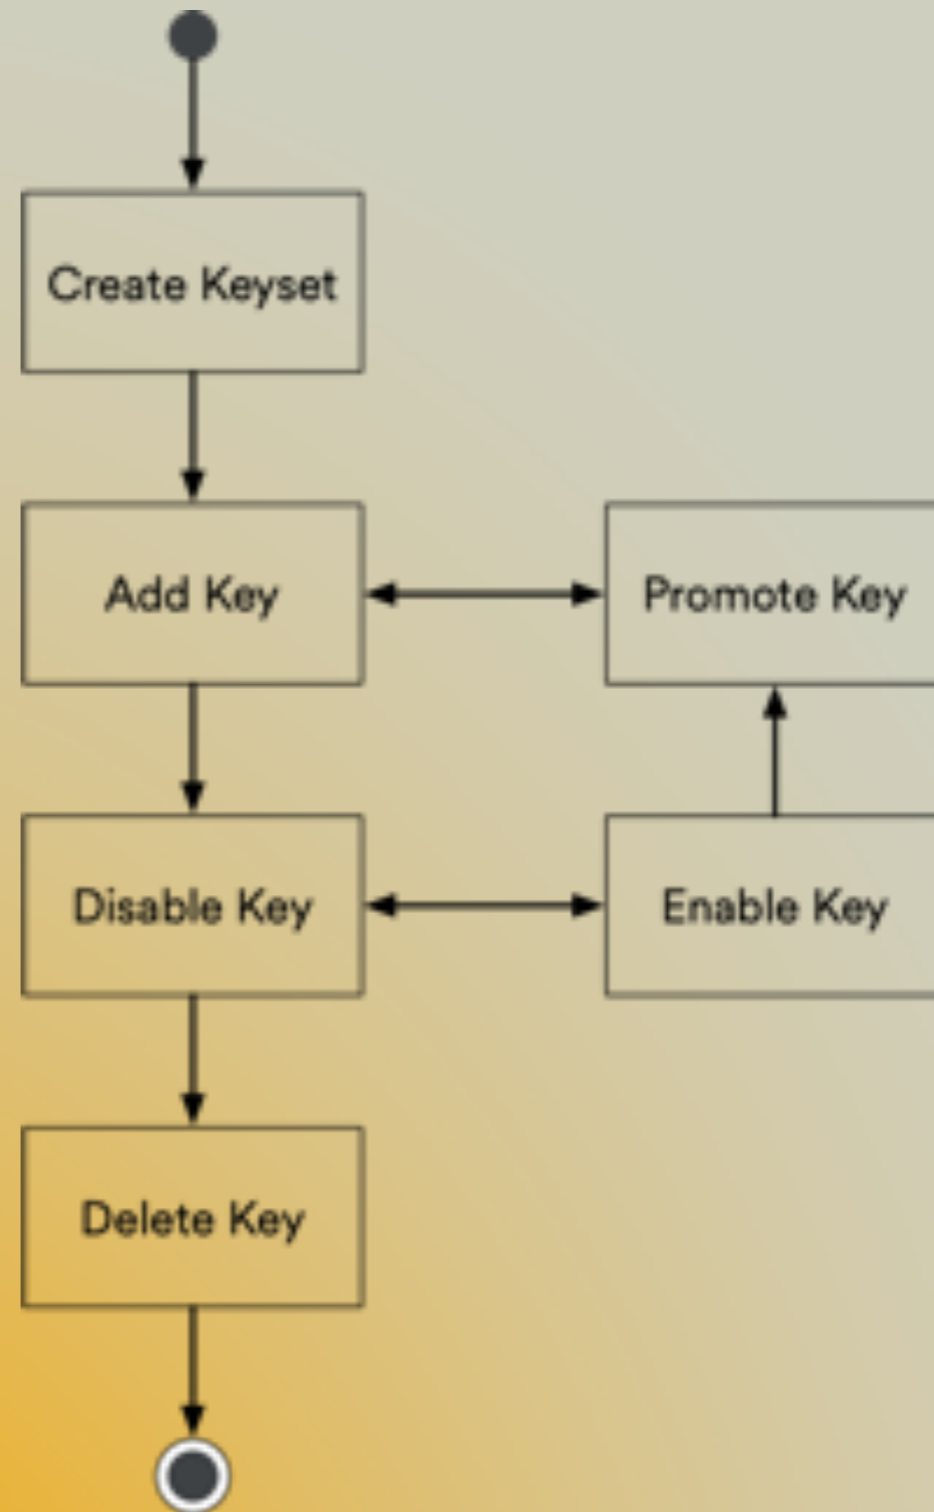 Create Keyset
Add Key
Promote Key
Disable Key
Enable Key
Delete Key